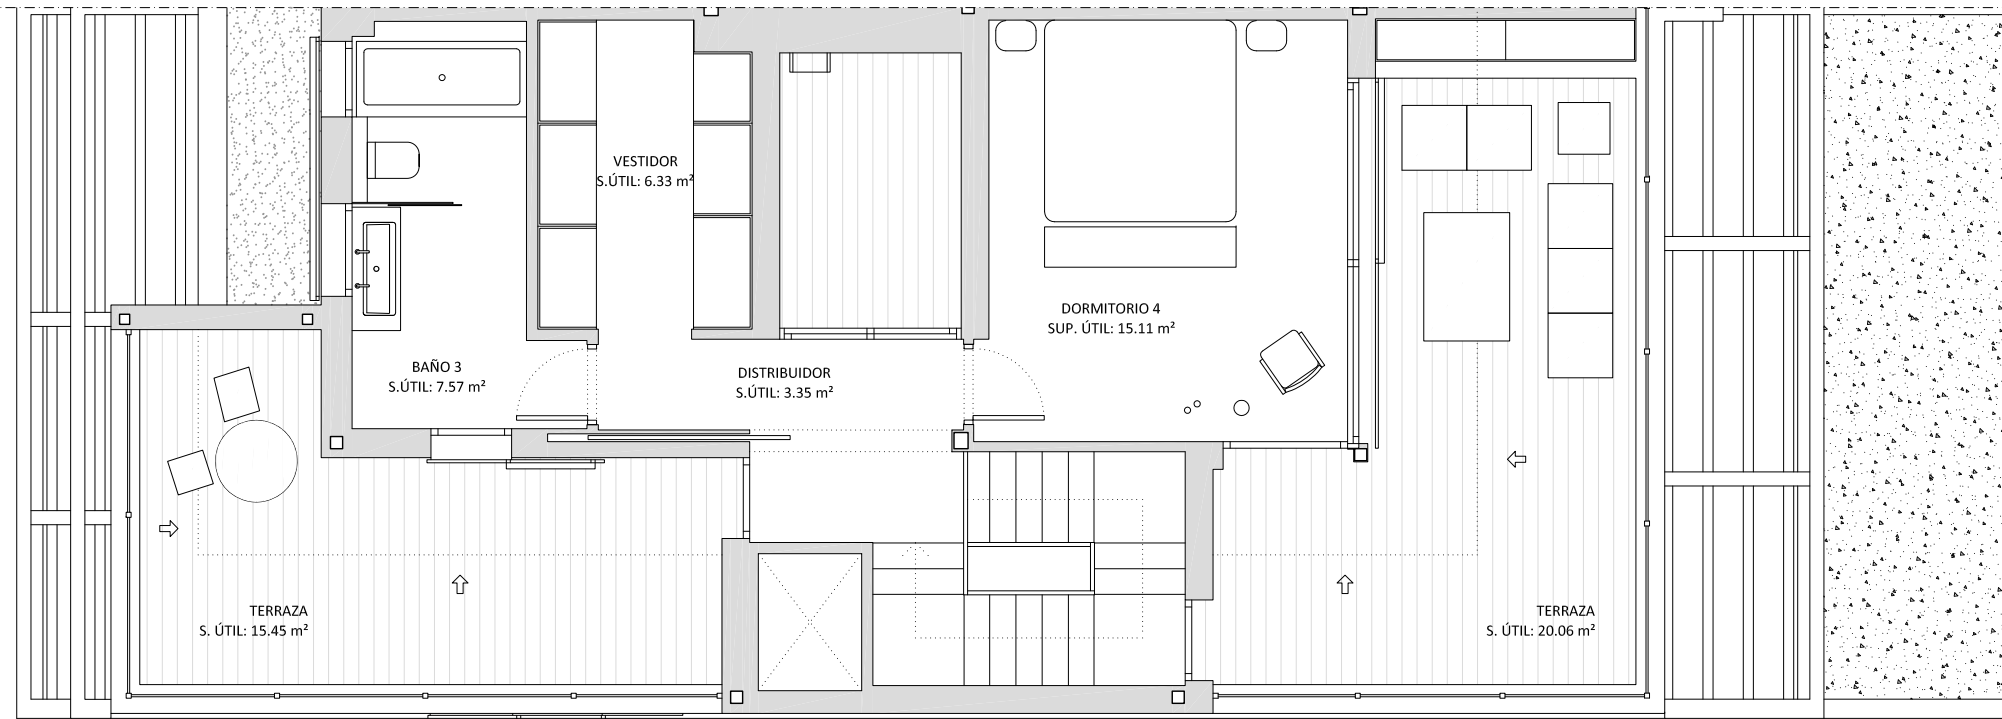 VESTIDOR
S.ÚTIL: 6.33 m²
DORMITORIO 4
SUP. ÚTIL: 15.11 m²
BAÑO 3
S.ÚTIL: 7.57 m²
DISTRIBUIDOR
S.ÚTIL: 3.35 m²
TERRAZA
S. ÚTIL: 15.45 m²
TERRAZA
S. ÚTIL: 20.06 m²